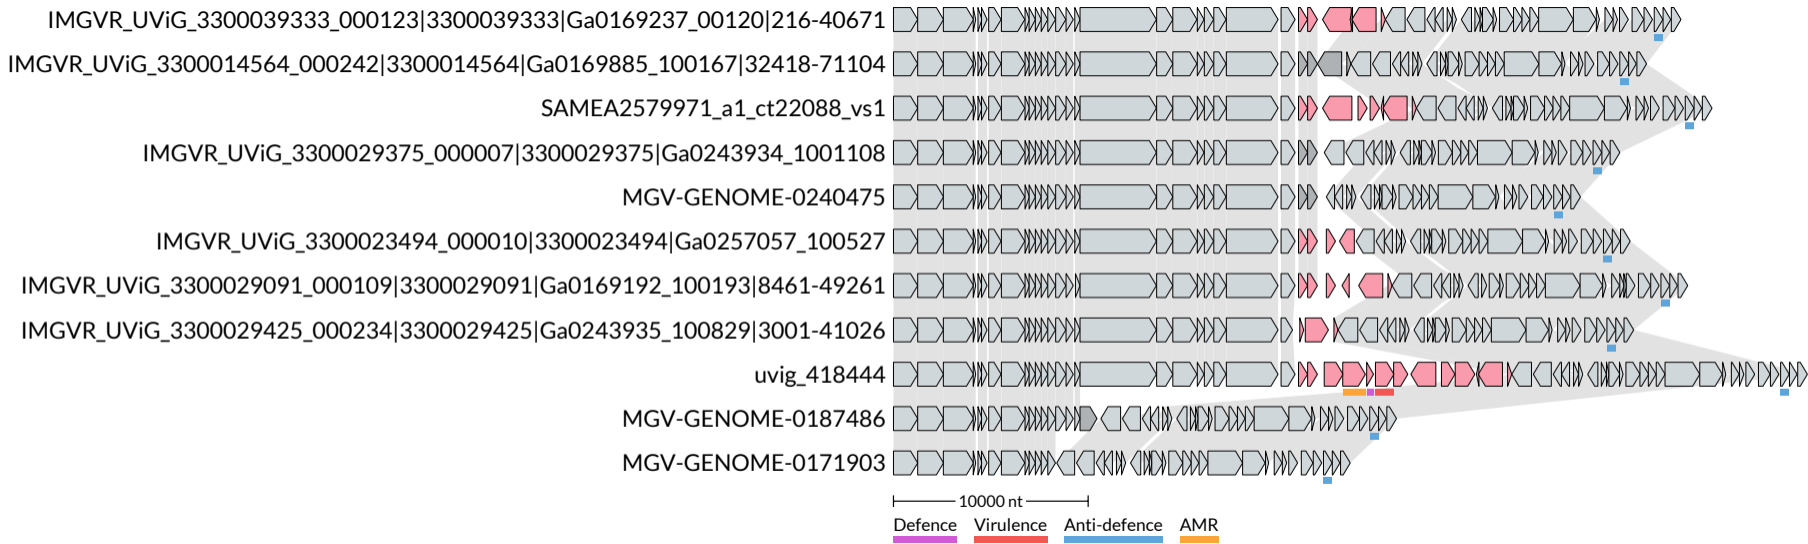 IMGVR_UViG_3300039333_000123|3300039333|Ga0169237_00120|216-40671
IMGVR_UViG_3300014564_000242|3300014564|Ga0169885_100167|32418-71104
SAMEA2579971_a1_ct22088_vs1
IMGVR_UViG_3300029375_000007|3300029375|Ga0243934_1001108
MGV-GENOME-0240475
IMGVR_UViG_3300023494_000010|3300023494|Ga0257057_100527
IMGVR_UViG_3300029091_000109|3300029091|Ga0169192_100193|8461-49261
IMGVR_UViG_3300029425_000234|3300029425|Ga0243935_100829|3001-41026
uvig_418444
MGV-GENOME-0187486
MGV-GENOME-0171903
10000 nt
Defence Virulence Anti-defence AMR